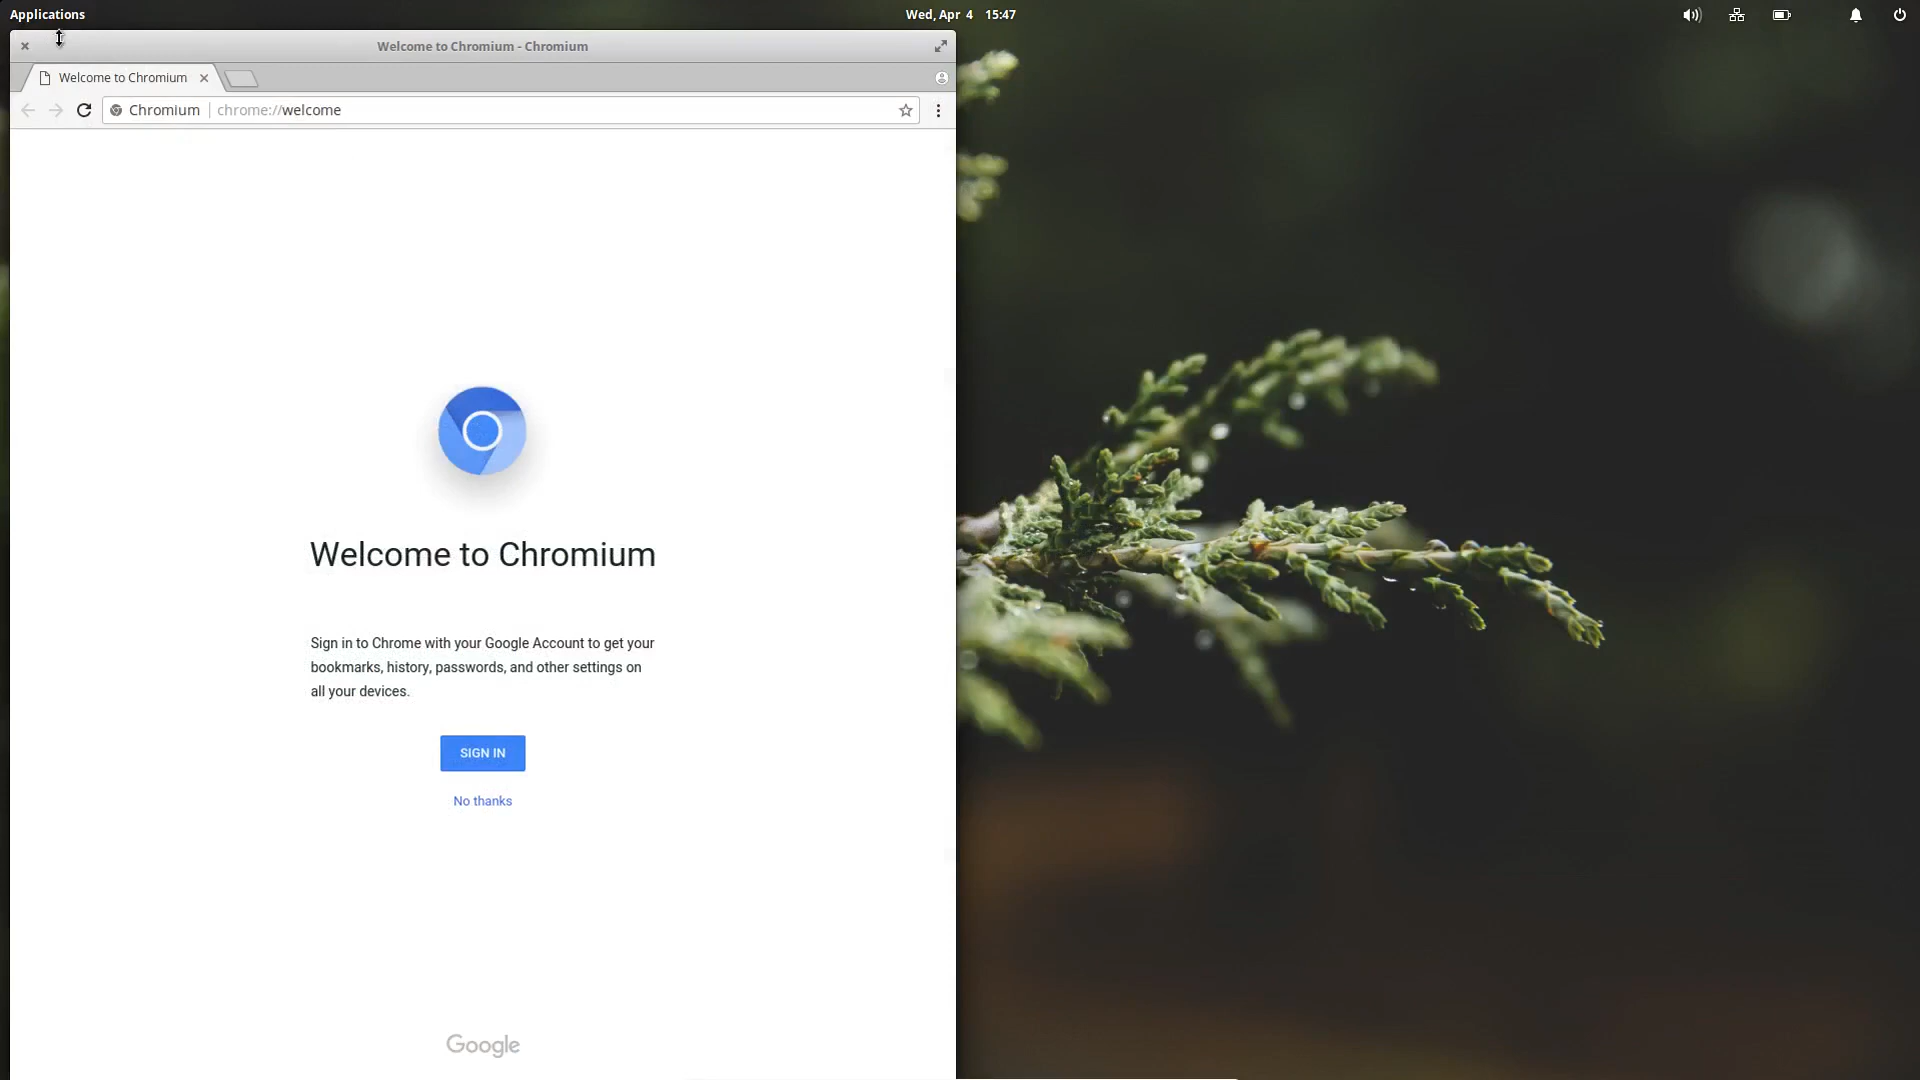 Applications
Wed, Apr 4 15:47
Welcome to Chromium - Chromium
Welcome to Chromium
Chromium chrome://welcome
Welcome to Chromium
Sign in to Chrome with your Google Account to get your
bookmarks, history, passwords, and other settings on
all your devices.
SIGN IN
No thanks
Google